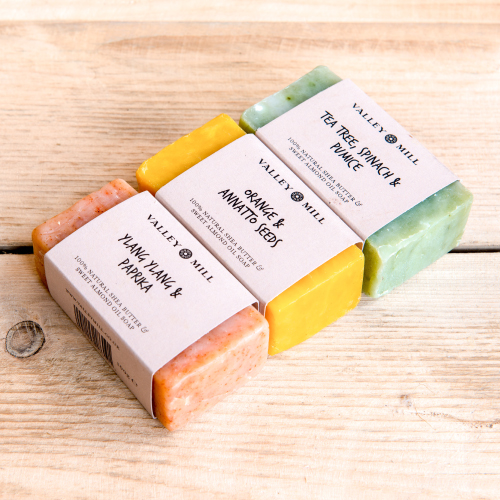 VALLEY MILL
TEA TREE, SPINACH &
PUMICE
100% NATURAL SHEA BUTTER &
SWEET ALMOND OIL SOAP
VALLEY MILL
ORANGE &
ANNATTO SEEDS
100% NATURAL SHEA BUTTER &
SWEET ALMOND OIL SOAP
VALLEY MILL
YLANG YLANG &
PAPRIKA
100% NATURAL SHEA BUTTER &
SWEET ALMOND OIL SOAP